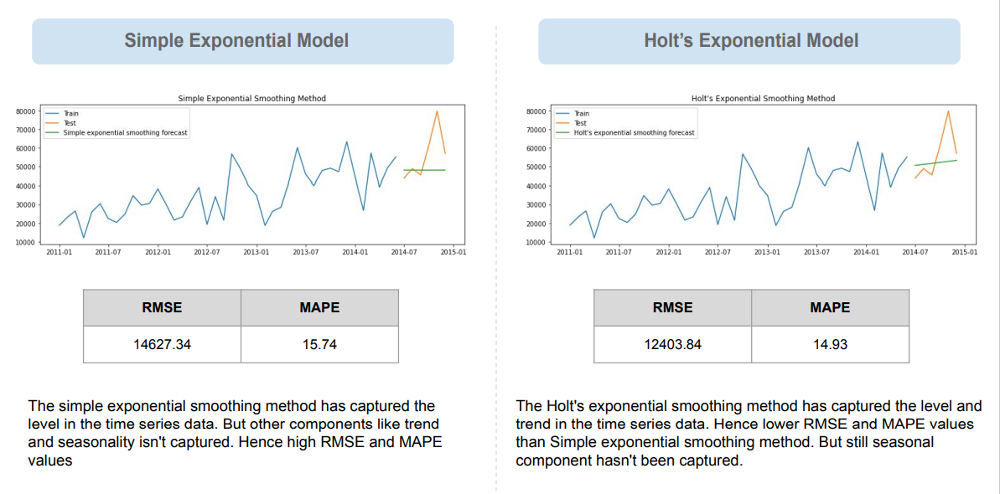 Simple Exponential Model
Simple Exponential Smoothing Method
Train
Test
Simple exponential smoothing forecast
80000
70000
60000
50000
40000
30000
20000
10000
2011-01 2011-07 2012-01 2012-07 2013-01 2013-07 2014-01 2014-07 2015-01
RMSE MAPE
14627.34 15.74
The simple exponential smoothing method has captured the
level in the time series data. But other components like trend
and seasonality isn't captured. Hence high RMSE and MAPE
values
Holt’s Exponential Model
Holt's Exponential Smoothing Method
Train
Test
Holt's exponential smoothing forecast
80000
70000
60000
50000
40000
30000
20000
10000
2011-01 2011-07 2012-01 2012-07 2013-01 2013-07 2014-01 2014-07 2015-01
RMSE MAPE
12403.84 14.93
The Holt's exponential smoothing method has captured the level and
trend in the time series data. Hence lower RMSE and MAPE values
than Simple exponential smoothing method. But still seasonal
component hasn't been captured.